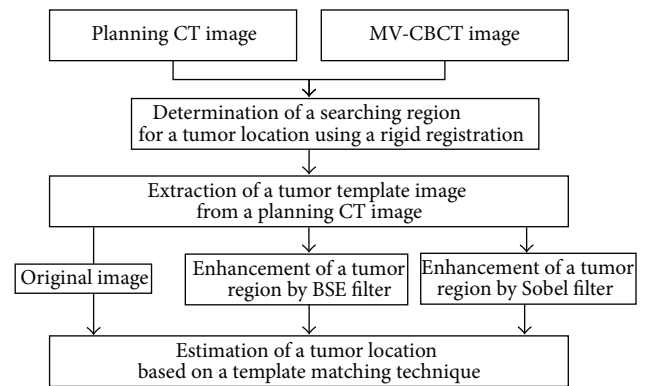 Planning CT image
MV-CBCT image
Determination of a searching region
for a tumor location using a rigid registration
Extraction of a tumor template image
from a planning CT image
Original image
Enhancement of a tumor
region by BSE filter
Enhancement of a tumor
region by Sobel filter
Estimation of a tumor location
based on a template matching technique